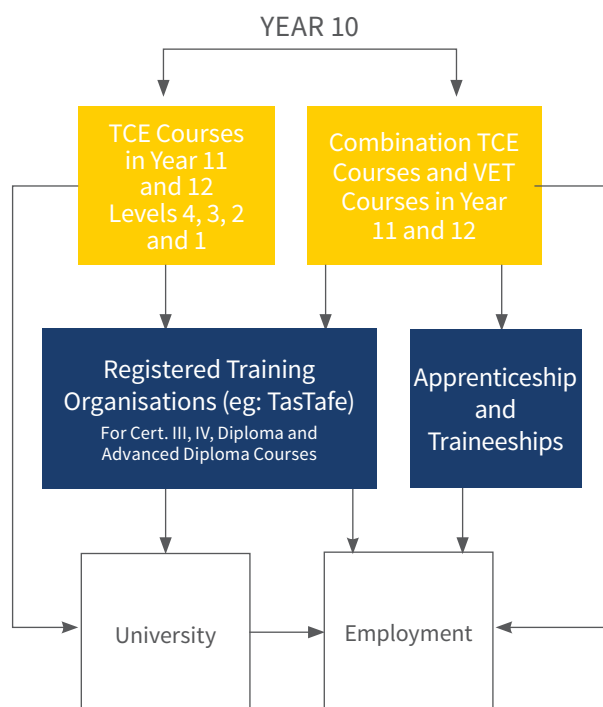 YEAR 10
TCE Courses
in Year 11
and 12
Levels 4, 3, 2
and 1
Combination TCE
Courses and VET
Courses in Year
11 and 12
Registered Training
Organisations (eg: TasTafe)
For Cert. III, IV, Diploma and
Advanced Diploma Courses
Apprenticeship
and
Traineeships
University
Employment